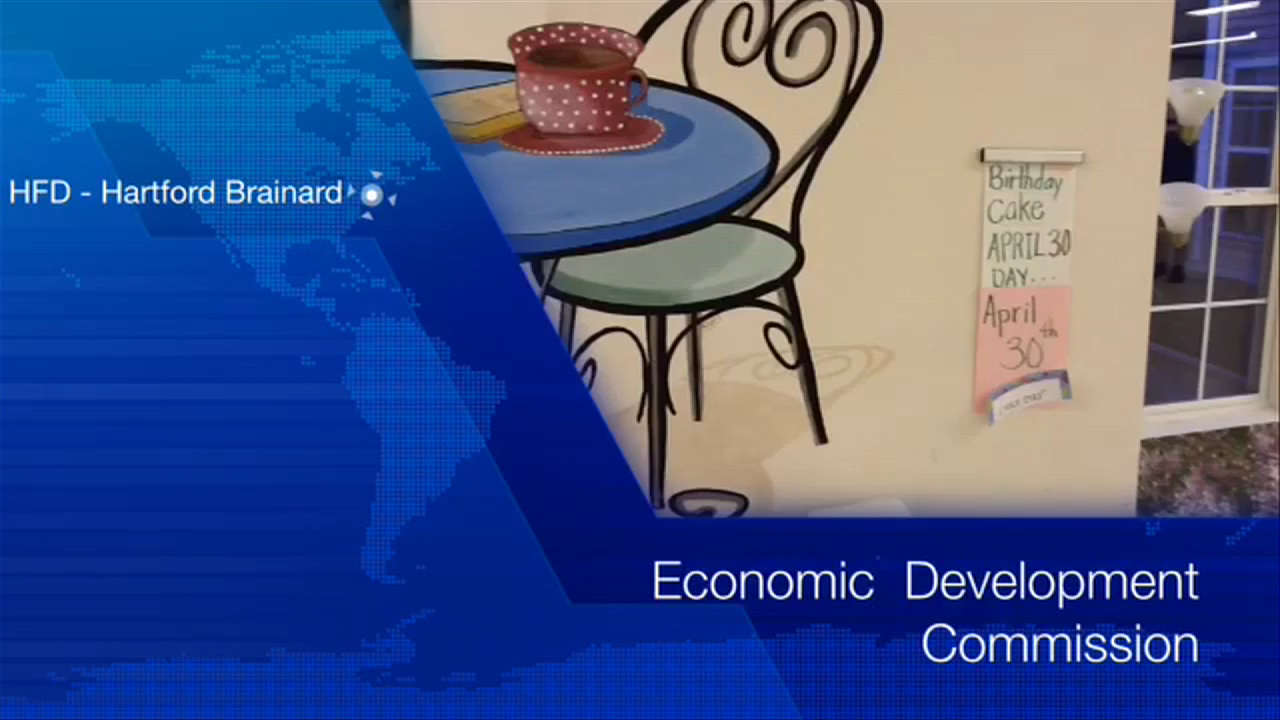 HFD - Hartford Brainard
Birthday
Cake
APRIL 30
DAY...
April
30th
Economic Development
Commission